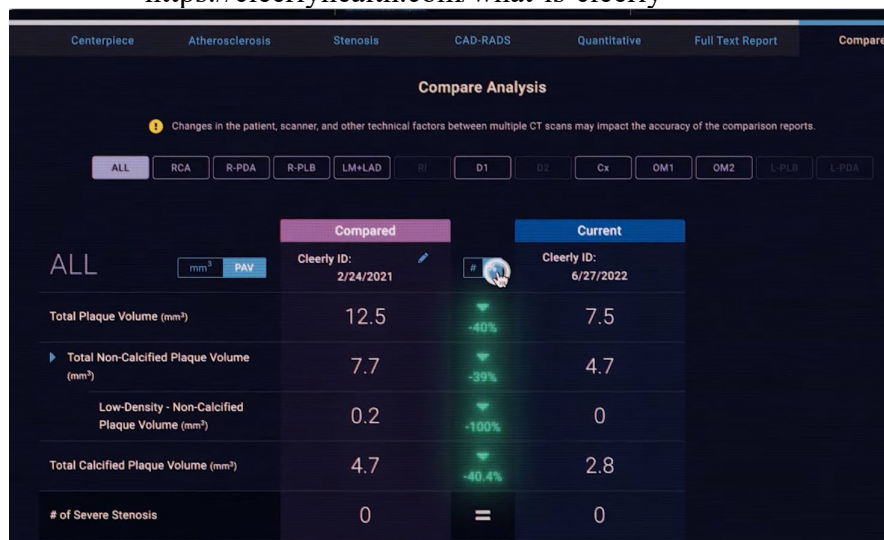 Centerpiece Atherosclerosis Stenosis CAD-RADS Quantitative Full Text Report Compare
Compare Analysis
! Changes in the patient, scanner, and other technical factors between multiple CT scans may impact the accuracy of the comparison reports.
ALL RCA R-PDA R-PLB LM+LAD RI D1 D2 Cx OM1 OM2 L-PLB L-PDA
Compared Current
ALL mm³ PAV Cleerly ID: 2/24/2021 # Cleerly ID: 6/27/2022
Total Plaque Volume (mm³) 12.5 -40% 7.5
Total Non-Calcified Plaque Volume
(mm³) 7.7 -39% 4.7
Low-Density - Non-Calcified
Plaque Volume (mm³) 0.2 -100% 0
Total Calcified Plaque Volume (mm³) 4.7 -40.4% 2.8
# of Severe Stenosis 0 = 0